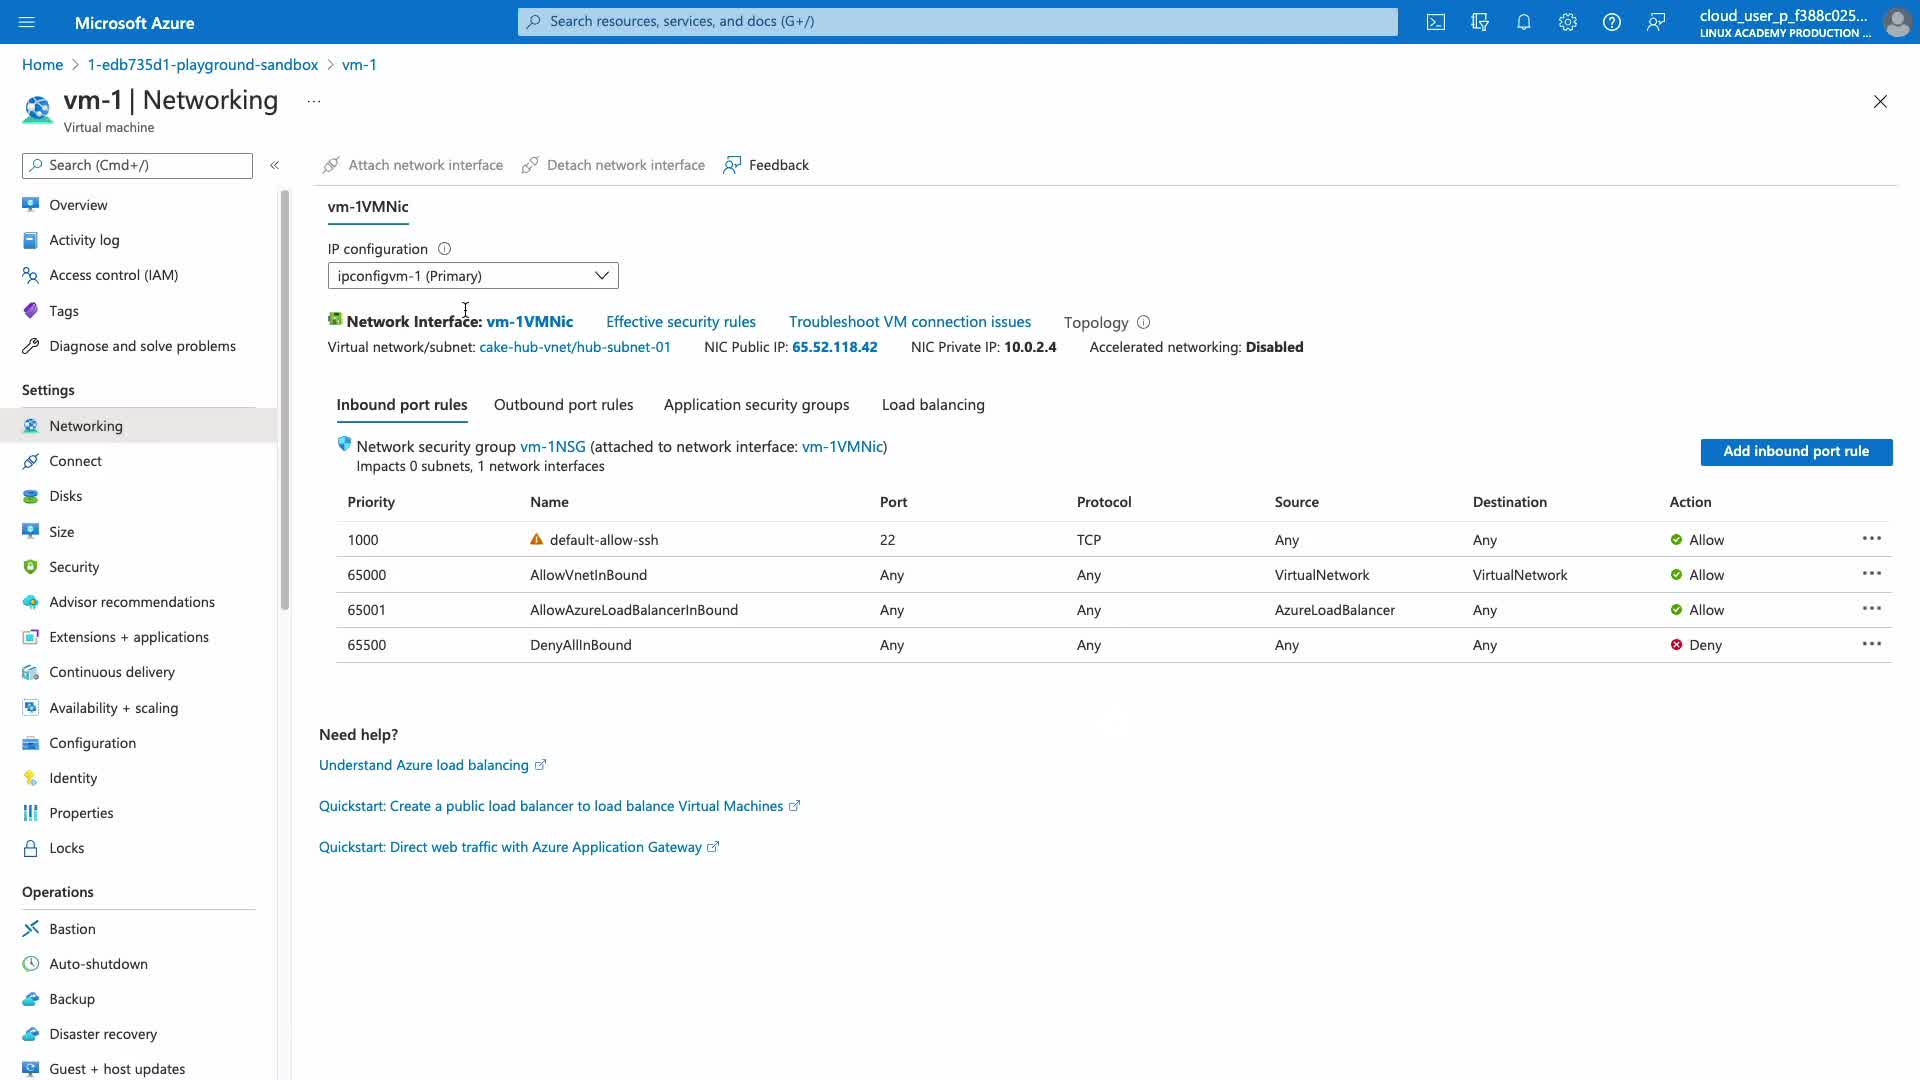 Microsoft Azure
Search resources, services, and docs (G+/)
cloud_user_p_f388c025...
LINUX ACADEMY PRODUCTION ...
Home > 1-edb735d1-playground-sandbox > vm-1
vm-1 | Networking ...
Virtual machine
Search (Cmd+/)
«
Overview
Activity log
Access control (IAM)
Tags
Diagnose and solve problems
Settings
Networking
Connect
Disks
Size
Security
Advisor recommendations
Extensions + applications
Continuous delivery
Availability + scaling
Configuration
Identity
Properties
Locks
Operations
Bastion
Auto-shutdown
Backup
Disaster recovery
Guest + host updates
Attach network interface Detach network interface Feedback
vm-1VMNic
IP configuration
ipconfigvm-1 (Primary)
Network Interface: vm-1VMNic Effective security rules Troubleshoot VM connection issues Topology
Virtual network/subnet: cake-hub-vnet/hub-subnet-01 NIC Public IP: 65.52.118.42 NIC Private IP: 10.0.2.4 Accelerated networking: Disabled
Inbound port rules Outbound port rules Application security groups Load balancing
Network security group vm-1NSG (attached to network interface: vm-1VMNic)
Impacts 0 subnets, 1 network interfaces
Add inbound port rule
Priority Name Port Protocol Source Destination Action
1000 default-allow-ssh 22 TCP Any Any Allow ...
65000 AllowVnetInBound Any Any VirtualNetwork VirtualNetwork Allow ...
65001 AllowAzureLoadBalancerInBound Any Any AzureLoadBalancer Any Allow ...
65500 DenyAllInBound Any Any Any Any Deny ...
Need help?
Understand Azure load balancing
Quickstart: Create a public load balancer to load balance Virtual Machines
Quickstart: Direct web traffic with Azure Application Gateway